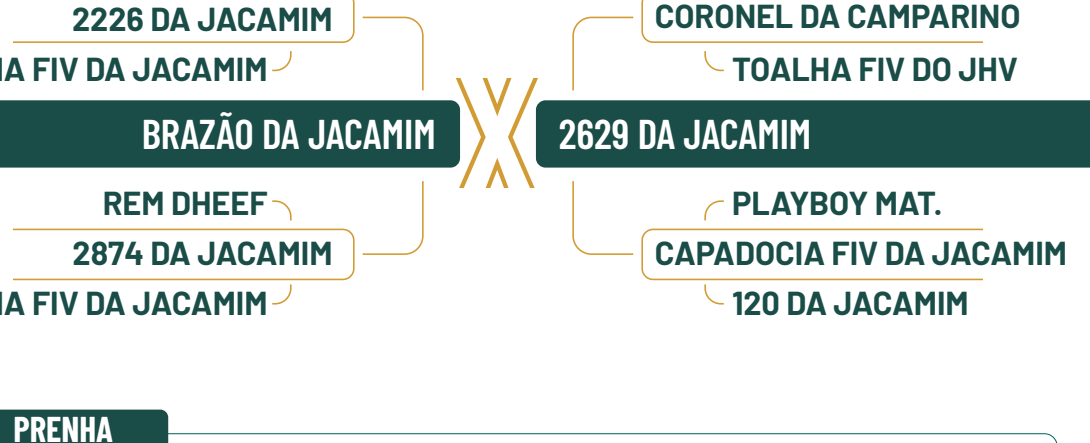 2226 DA JACAMIM
FIV DA JACAMIM
BRAZÃO DA JACAMIM
REM DHEEF
2874 DA JACAMIM
FIV DA JACAMIM
CORONEL DA CAMPARINO
TOALHA FIV DO JHV
2629 DA JACAMIM
PLAYBOY MAT.
CAPADOCIA FIV DA JACAMIM
120 DA JACAMIM
PRENHA